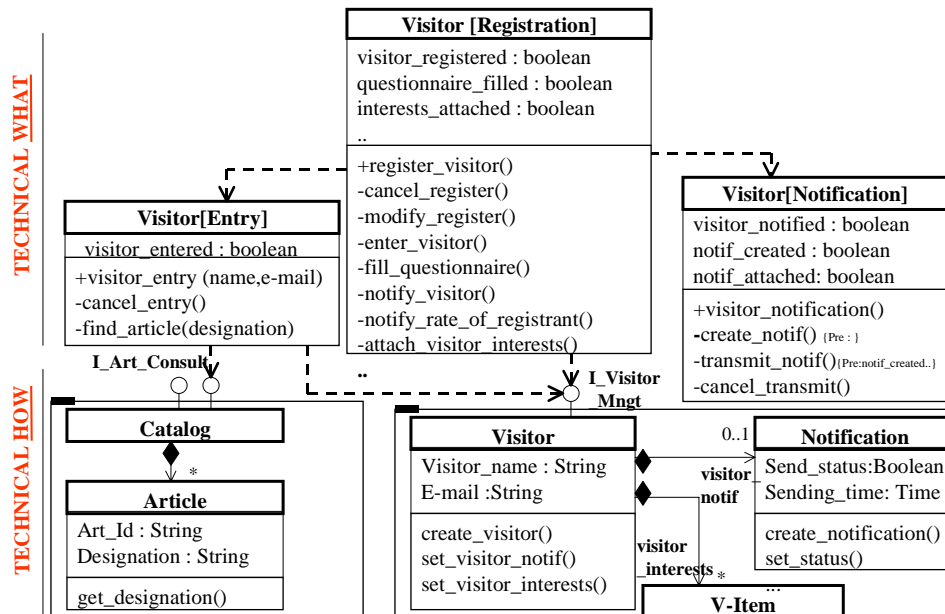 TECHNICAL WHAT
Visitor [Registration]
visitor_registered : boolean
questionnaire_filled : boolean
interests_attached : boolean
..
+register_visitor()
-cancel_register()
-modify_register()
-enter_visitor()
-fill_questionnaire()
-notify_visitor()
-notify_rate_of_registrant()
-attach_visitor_interests()
..
Visitor[Entry]
visitor_entered : boolean
+visitor_entry (name,e-mail)
-cancel_entry()
-find_article(designation)
Visitor[Notification]
visitor_notified : boolean
notif_created : boolean
notif_attached: boolean
+visitor_notification()
-create_notif() {Pre : }
-transmit_notif(){Pre:notif_created..}
-cancel_transmit()
TECHNICAL HOW
I_Art_Consult
Catalog
*
Article
Art_Id : String
Designation : String
get_designation()
I_Visitor
_Mngt
Visitor
Visitor_name : String
E-mail :String
create_visitor()
set_visitor_notif()
set_visitor_interests()
0..1
visitor_
notif
visitor
_interests
*
Notification
Send_status:Boolean
Sending_time: Time
create_notification()
set_status()
...
V-Item